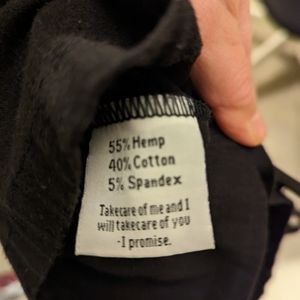 55% Hemp
40% Cotton
5% Spandex
Takecare of me and I
will takecare of you
-I promise.